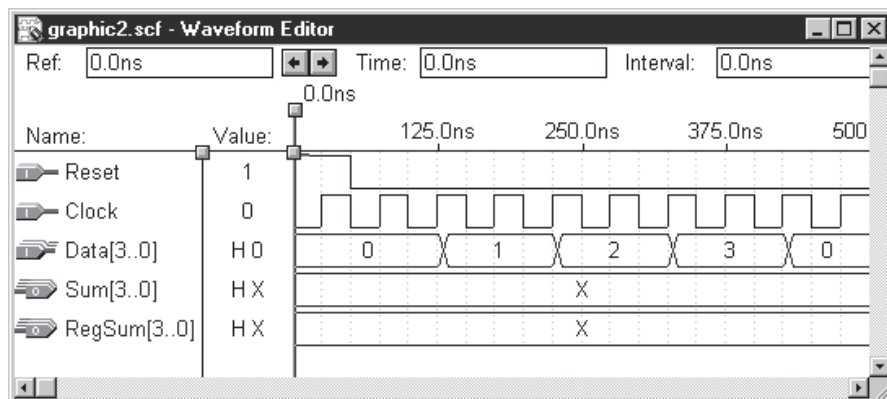 graphic2.scf - Waveform Editor
Ref: 0.0ns Time: 0.0ns Interval: 0.0ns
0.0ns
Name: Value: 125.0ns 250.0ns 375.0ns 500
Reset 1
Clock 0
Data[3..0] H 0 0 1 2 3 0
Sum[3..0] H X X
RegSum[3..0] H X X